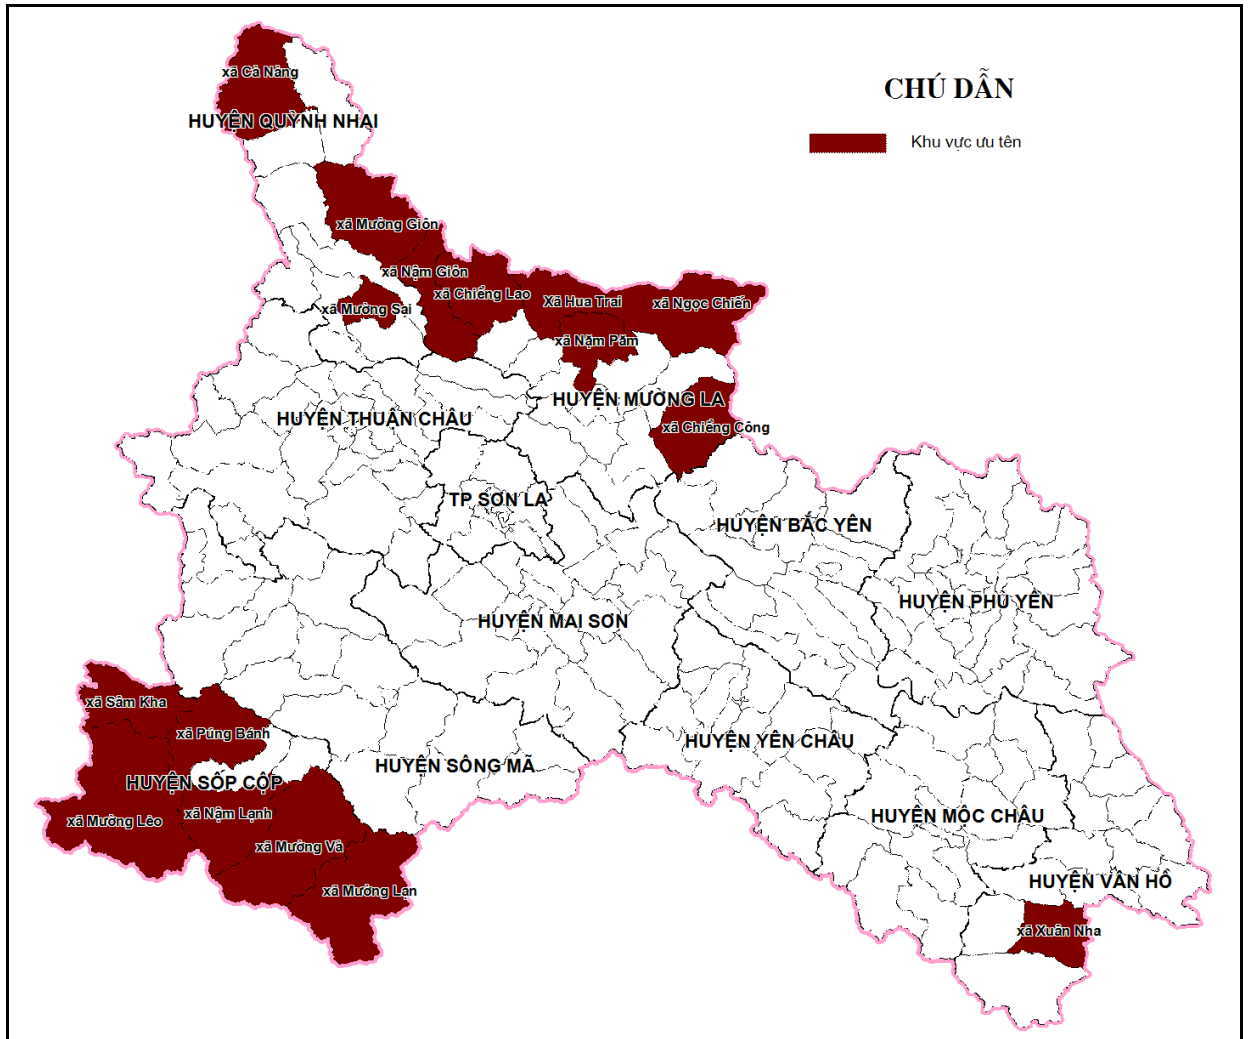 xã Cà Nàng
CHÚ DẪN
HUYỆN QUỲNH NHAI
Khu vực ưu tên
xã Mường Giôn
xã Nậm Giôn
xã Chiềng Lao
Xã Hua Trai
xã Ngọc Chiến
xã Mường Sai
xã Nặm Păm
HUYỆN MƯỜNG LA
HUYỆN THUẬN CHÂU
xã Chiềng Công
TP SƠN LA
HUYỆN BẮC YÊN
HUYỆN PHÙ YÊN
HUYỆN MAI SƠN
xã Sảm Kha
xã Púng Bánh
HUYỆN YÊN CHÂU
HUYỆN SÔNG MÃ
HUYỆN SỐP CỘP
xã Nậm Lạnh
xã Mường Lèo
HUYỆN MỘC CHÂU
xã Mường Và
HUYỆN VÂN HỒ
xã Mường Lạn
xã Xuân Nha